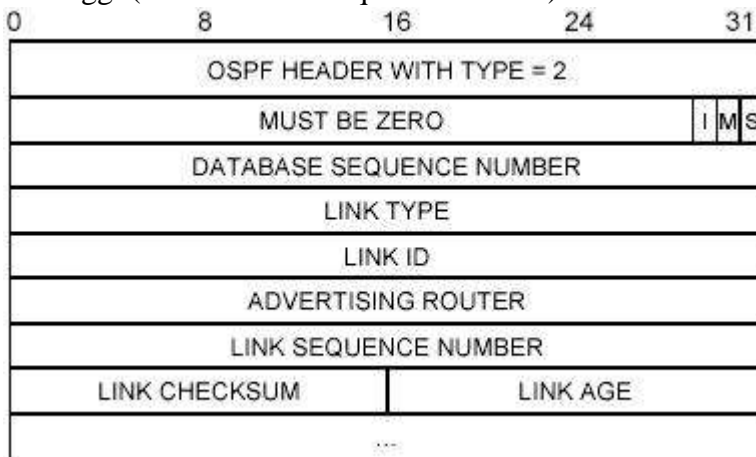 0 8 16 24 31
OSPF HEADER WITH TYPE = 2
MUST BE ZERO I M S
DATABASE SEQUENCE NUMBER
LINK TYPE
LINK ID
ADVERTISING ROUTER
LINK SEQUENCE NUMBER
LINK CHECKSUM LINK AGE
...